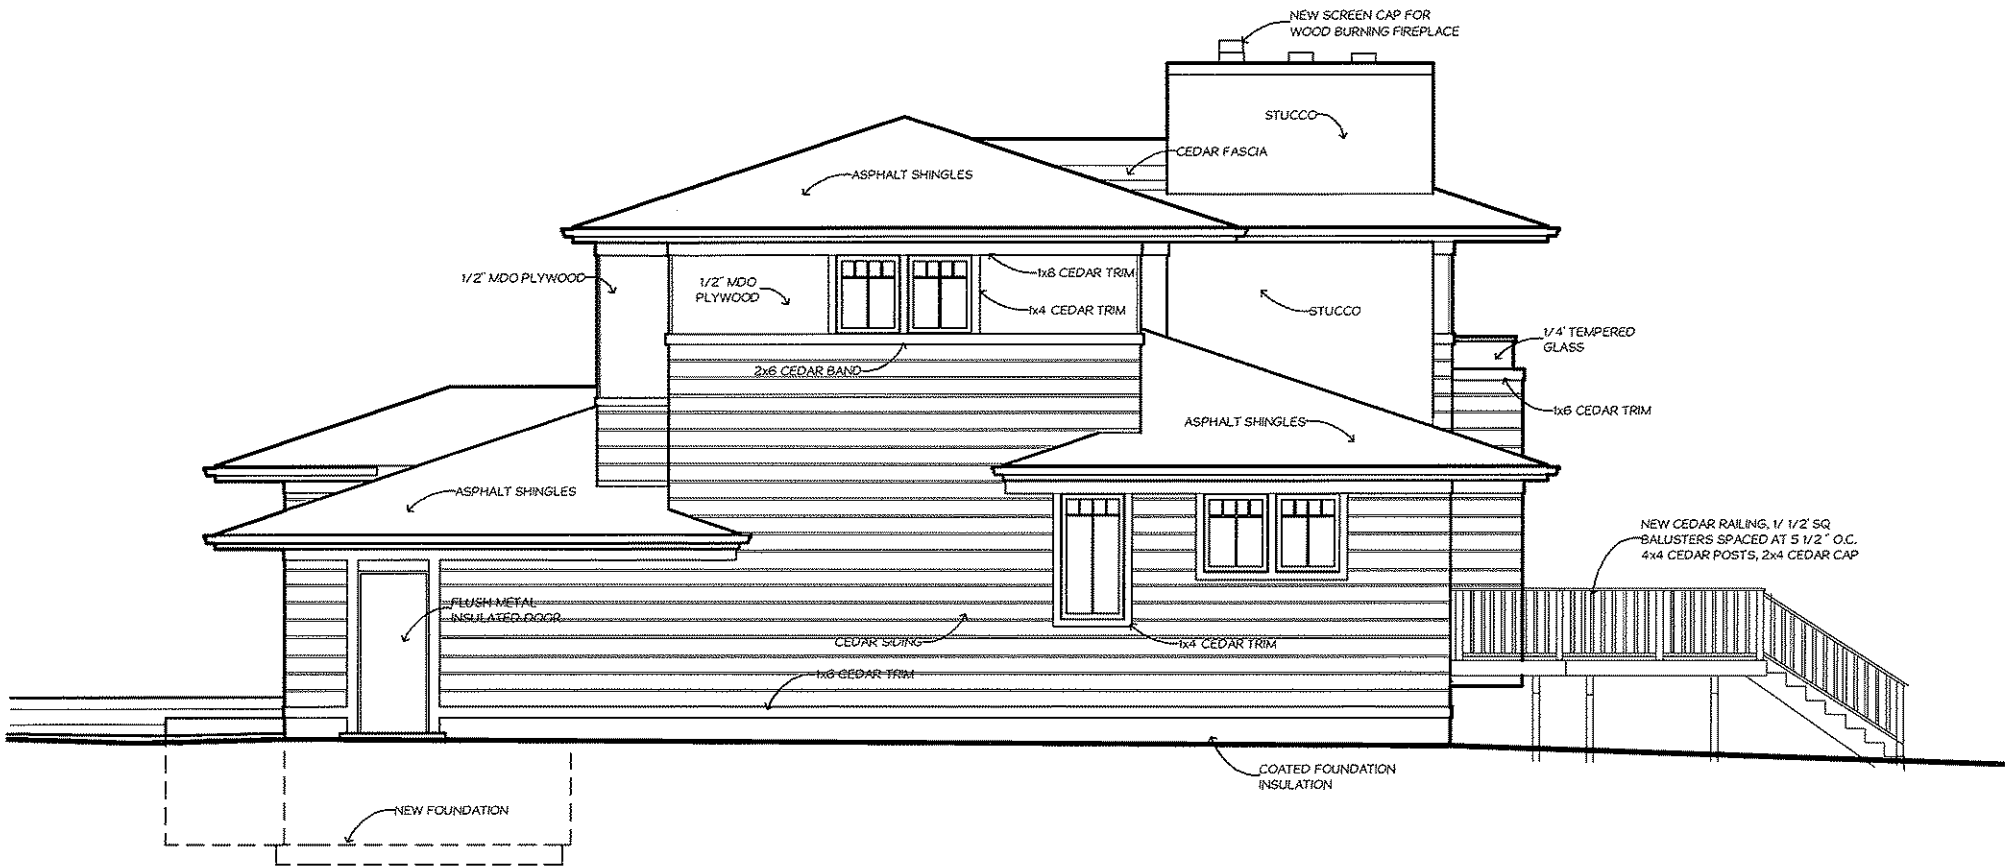 NEW SCREEN CAP FOR
WOOD BURNING FIREPLACE
STUCCO
CEDAR FASCIA
ASPHALT SHINGLES
1/2" MDO PLYWOOD
1/2" MDO
PLYWOOD
1x8 CEDAR TRIM
1x4 CEDAR TRIM
STUCCO
1/4" TEMPERED
GLASS
2x6 CEDAR BAND
1x6 CEDAR TRIM
ASPHALT SHINGLES
ASPHALT SHINGLES
NEW CEDAR RAILING, 1/ 1/2" SQ
BALUSTERS SPACED AT 5 1/2" O.C.
4x4 CEDAR POSTS, 2x4 CEDAR CAP
FLUSH METAL
INSULATED DOOR
CEDAR SIDING
1x4 CEDAR TRIM
1x6 CEDAR TRIM
COATED FOUNDATION
INSULATION
NEW FOUNDATION